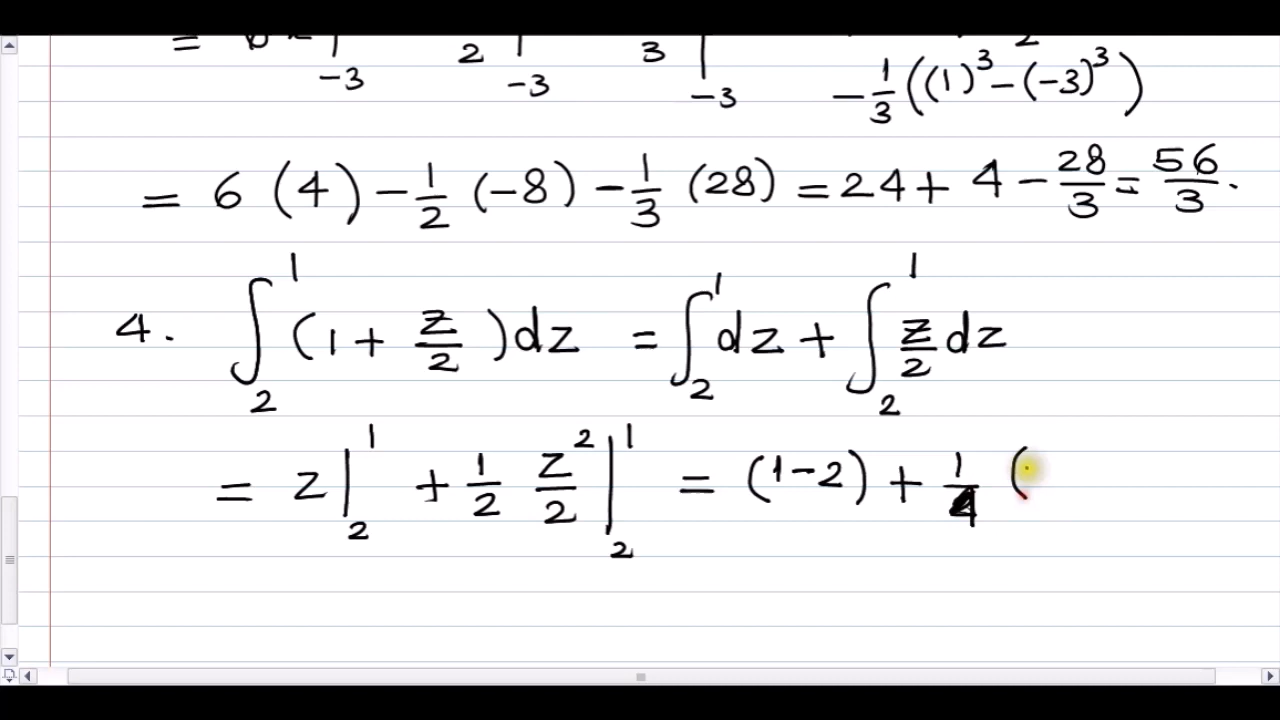 -3 2 -3 3 -3 -1/3((1)^3-(-3)^3)
= 6 (4) - 1/2 (-8) - 1/3 (28) = 24 + 4 - 28/3 = 56/3.
4. ∫_2^1 (1 + z/2) dz = ∫_2^1 dz + ∫_2^1 z/2 dz
= z|_2^1 + 1/2 z^2/2|_2^1 = (1-2) + 1/4 (